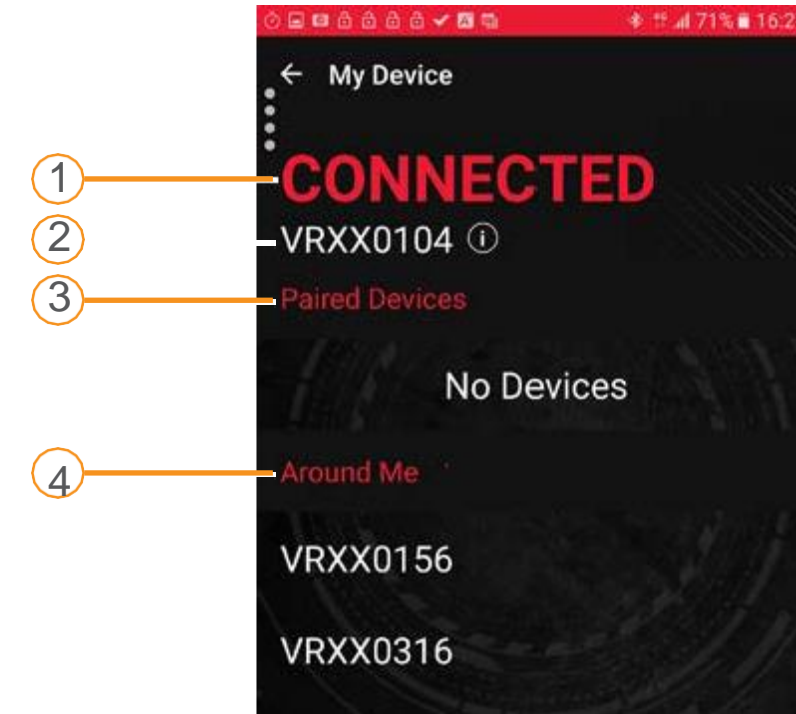 71% 16:2
← My Device
1 CONNECTED
2 VRXX0104
3 Paired Devices
No Devices
4 Around Me
VRXX0156
VRXX0316